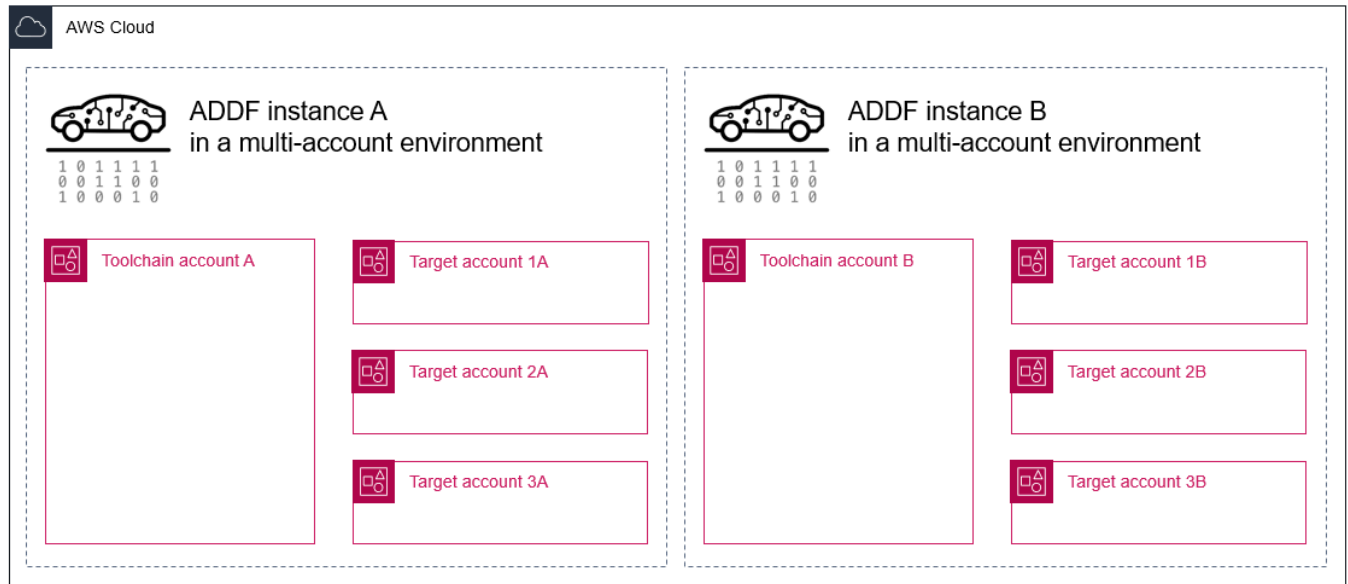 AWS Cloud
ADDF instance A
in a multi-account environment
1 0 1 1 1 1
0 0 1 1 0 0
1 0 0 0 1 0
Toolchain account A
Target account 1A
Target account 2A
Target account 3A
ADDF instance B
in a multi-account environment
1 0 1 1 1 1
0 0 1 1 0 0
1 0 0 0 1 0
Toolchain account B
Target account 1B
Target account 2B
Target account 3B